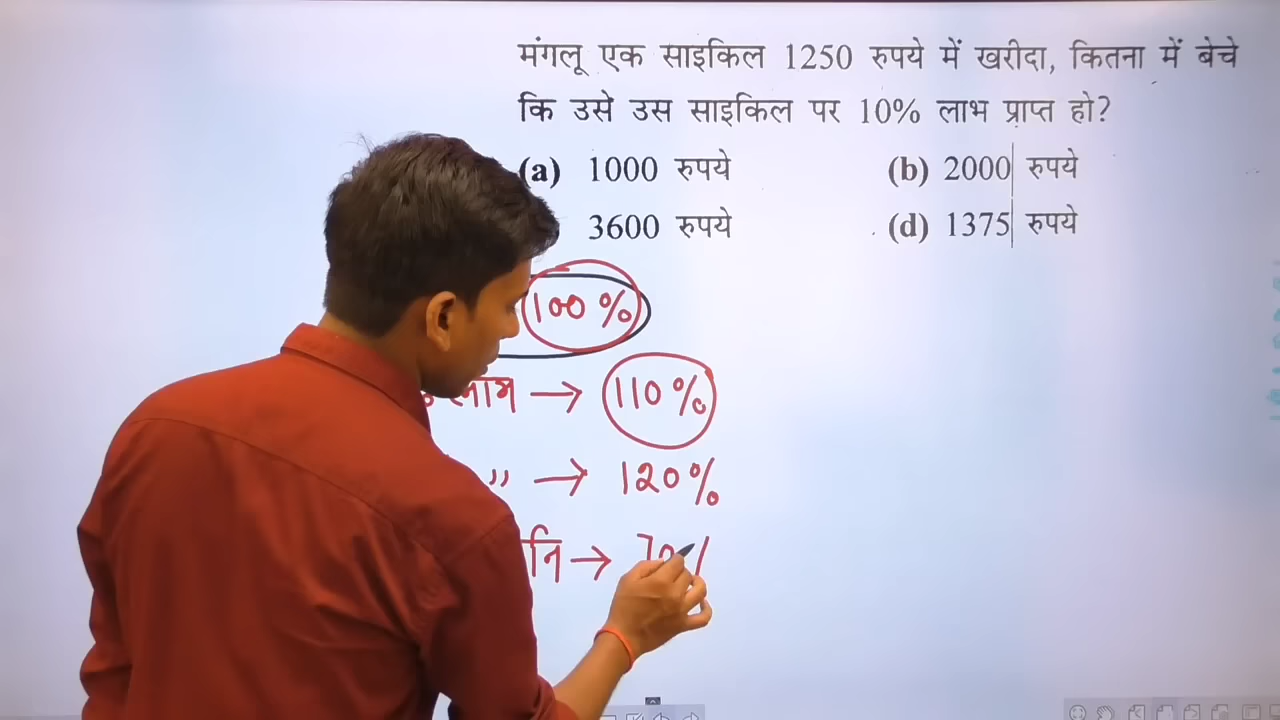 मंगलू एक साइकिल 1250 रुपये में खरीदा, कितना में बेचे
कि उसे उस साइकिल पर 10% लाभ प्राप्त हो?
(a) 1000 रुपये (b) 2000 रुपये
3600 रुपये (d) 1375 रुपये
100%
लाभ → 110%
" → 120%
नि → 70%